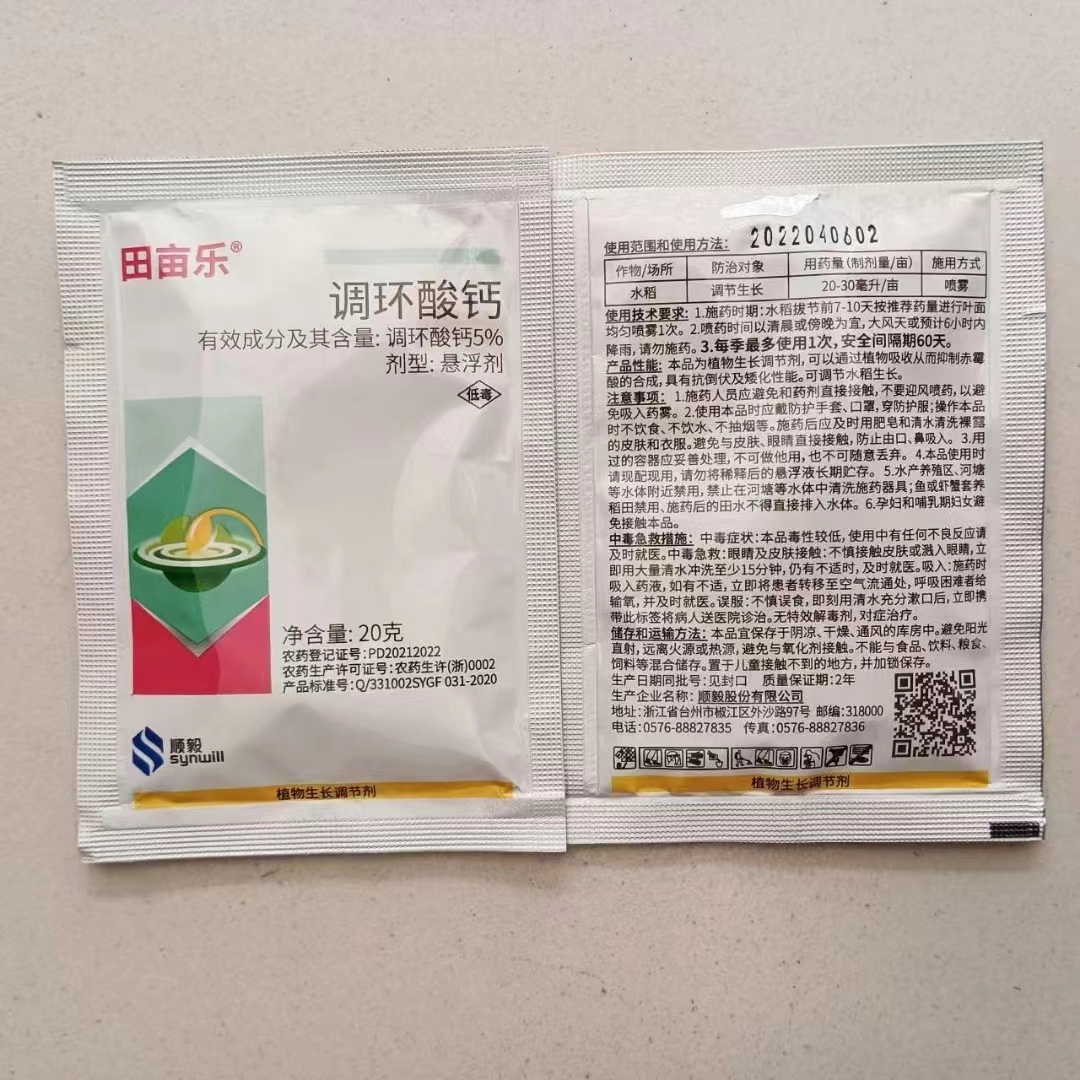 田亩乐®
调环酸钙
有效成分及其含量: 调环酸钙5%
剂型: 悬浮剂
低毒
净含量: 20克
农药登记证号: PD20212022
农药生产许可证号: 农药生许(浙)0002
产品标准号: Q/331002SYGF 031-2020
顺毅
synwill
植物生长调节剂
使用范围和使用方法: 2022040602
作物/场所 防治对象 用药量(制剂量/亩) 施用方式
水稻 调节生长 20-30毫升/亩 喷雾
使用技术要求: 1.施药时期:水稻拔节前7-10天按推荐药量进行叶面
均匀喷雾1次。2.喷药时间以清晨或傍晚为宜,大风天或预计6小时内
降雨,请勿施药。3.每季最多使用1次,安全间隔期60天。
产品性能: 本品为植物生长调节剂,可以通过植物吸收从而抑制赤霉
酸的合成,具有抗倒伏及矮化性能。可调节水稻生长。
注意事项: 1.施药人员应避免和药剂直接接触,不要迎风喷药,以避
免吸入药雾。2.使用本品时应戴防护手套、口罩,穿防护服;操作本品
时不饮食、不饮水、不抽烟等。施药后应及时用肥皂和清水清洗裸露
的皮肤和衣服。避免与皮肤、眼睛直接接触,防止由口、鼻吸入。3.用
过的容器应妥善处理,不可做他用,也不可随意丢弃。4.本品使用时
请现配现用,请勿将稀释后的悬浮液长期贮存。5.水产养殖区、河塘
等水体附近禁用,禁止在河塘等水体中清洗施药器具;鱼或虾蟹套养
稻田禁用、施药后的田水不得直接排入水体。6.孕妇和哺乳期妇女避
免接触本品。
中毒急救措施: 中毒症状:本品毒性较低,使用中有任何不良反应请
及时就医。中毒急救:眼睛及皮肤接触:不慎接触皮肤或溅入眼睛,立
即用大量清水冲洗至少15分钟,仍有不适时,及时就医。吸入:施药时
吸入药液,如有不适,立即将患者转移至空气流通处,呼吸困难者给
输氧,并及时就医。误服:不慎误食,即刻用清水充分漱口后,立即携
带此标签将病人送医院诊治。无特效解毒剂,对症治疗。
储存和运输方法: 本品宜保存于阴凉、干燥、通风的库房中。避免阳光
直射,远离火源或热源,避免与氧化剂接触。不能与食品、饮料、粮食、
饲料等混合储存。置于儿童接触不到的地方,并加锁保存。
生产日期同批号:见封口 质量保证期:2年
生产企业名称: 顺毅股份有限公司
地址:浙江省台州市椒江区外沙路97号 邮编:318000
电话:0576-88827835 传真:0576-88827836
植物生长调节剂